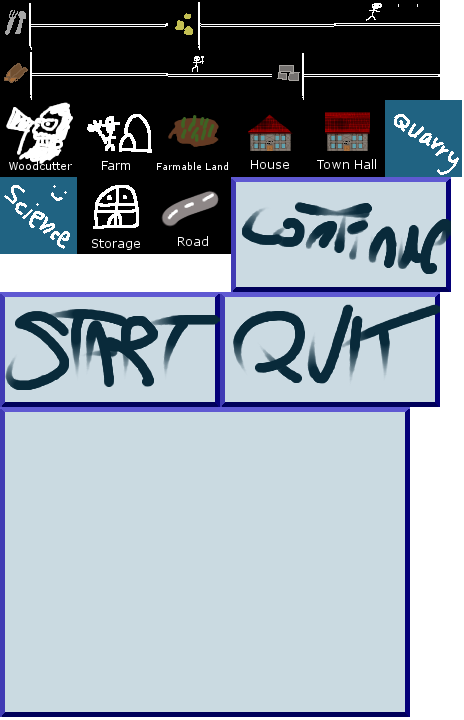 Woodcutter
Farm
Farmable Land
House
Town Hall
Quarry
Science
Storage
Road
CONTINUE
START
QUIT